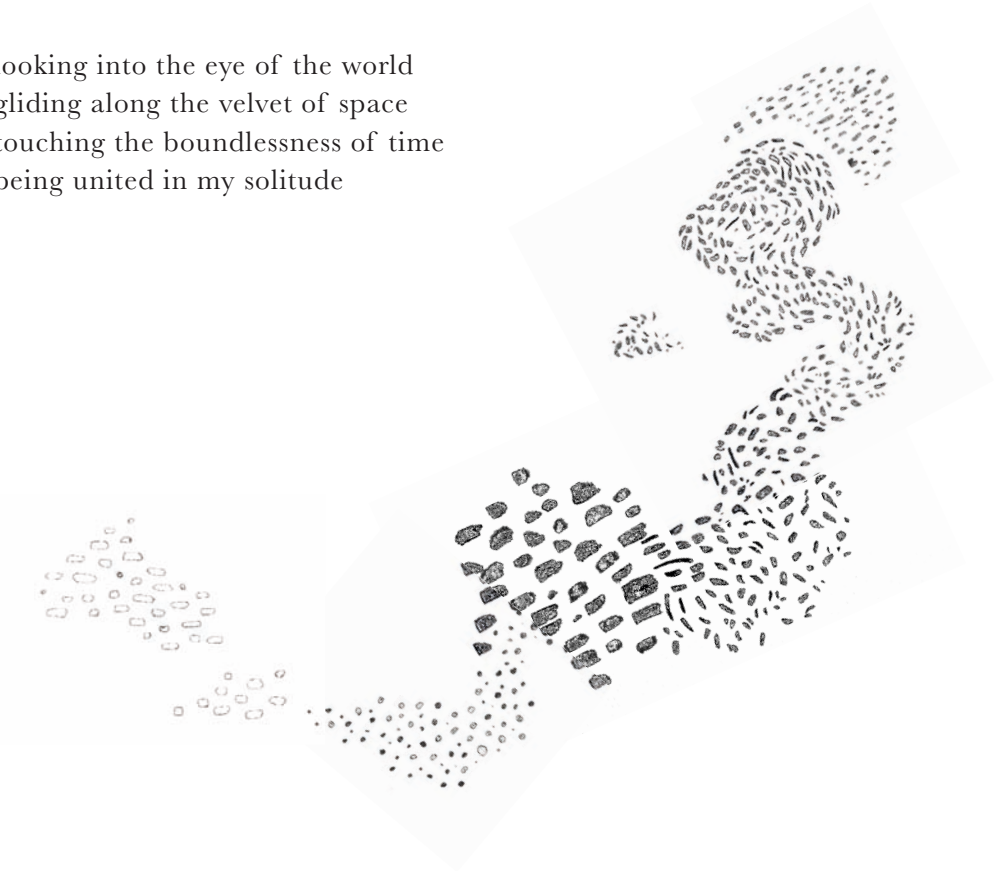 looking into the eye of the world
gliding along the velvet of space
touching the boundlessness of time
being united in my solitude